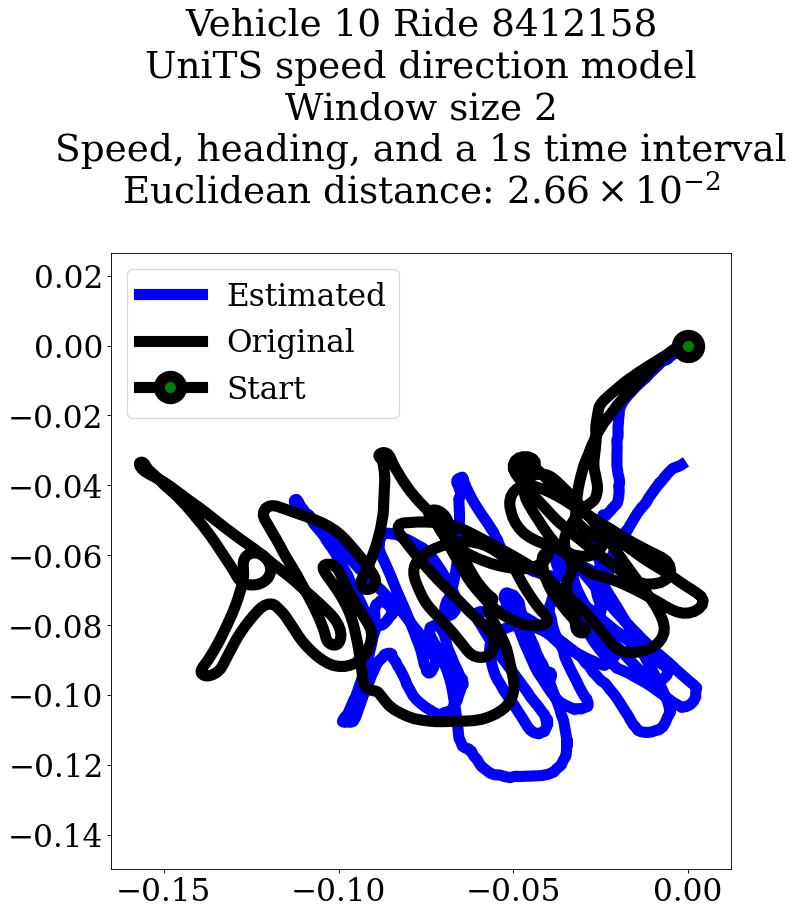 Vehicle 10 Ride 8412158
UniTS speed direction model
Window size 2
Speed, heading, and a 1s time interval
Euclidean distance: 2.66 × 10⁻²
Estimated
Original
Start
0.02
0.00
−0.02
−0.04
−0.06
−0.08
−0.10
−0.12
−0.14
−0.15
−0.10
−0.05
0.00